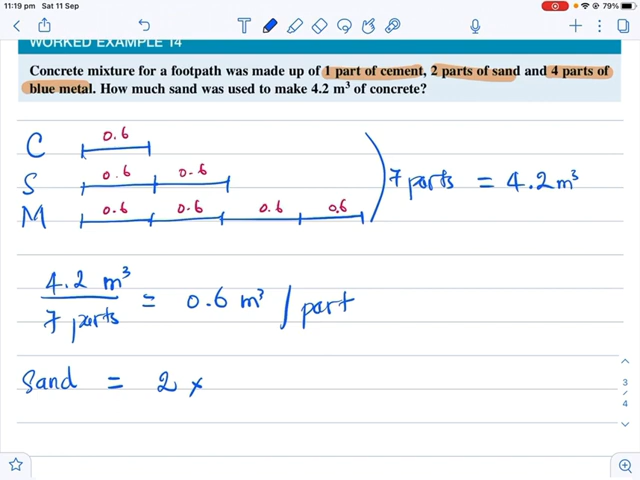 11:19 pm Sat 11 Sep
79%
WORKED EXAMPLE 14
Concrete mixture for a footpath was made up of 1 part of cement, 2 parts of sand and 4 parts of
blue metal. How much sand was used to make 4.2 m³ of concrete?
C 0.6
S 0.6 0.6
M 0.6 0.6 0.6 0.6
7 parts = 4.2 m³
4.2 m³ / 7 parts = 0.6 m³ / part
Sand = 2 ×
3
/
4